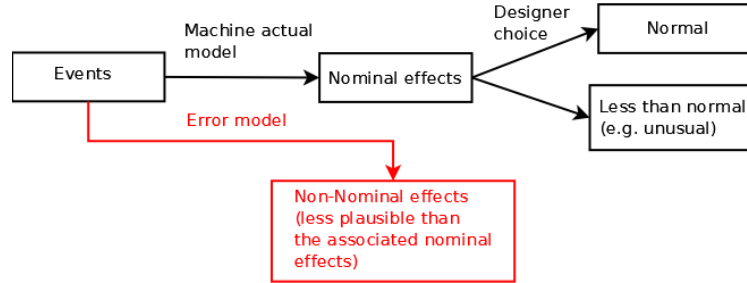 Designer
choice
Normal
Machine actual
model
Events
Nominal effects
Less than normal
(e.g. unusual)
Error model
Non-Nominal effects
(less plausible than
the associated nominal
effects)